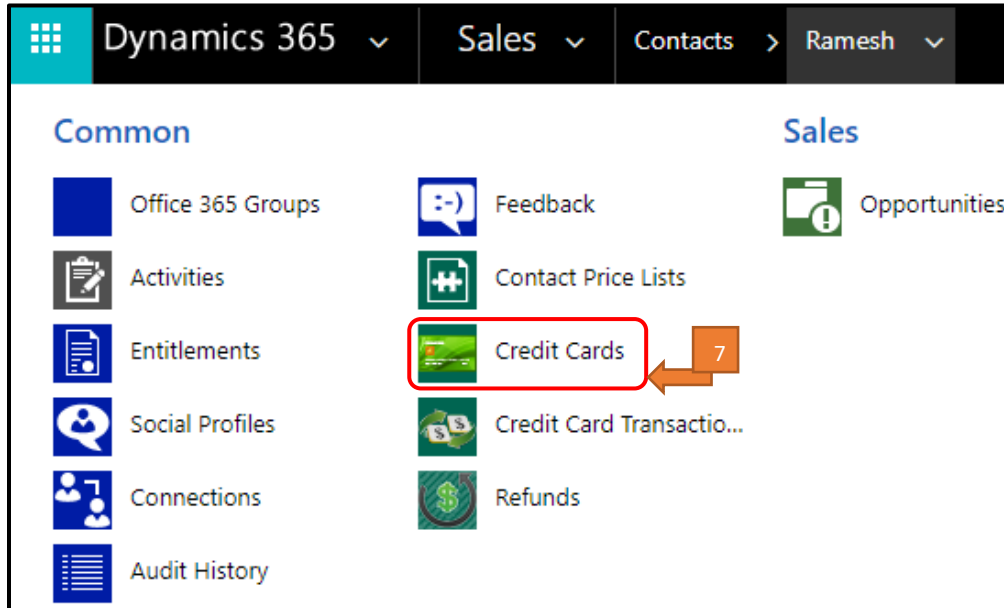 Dynamics 365 Sales Contacts > Ramesh
Common
Sales
Office 365 Groups
Feedback
Opportunities
Activities
Contact Price Lists
Entitlements
Credit Cards
7
Social Profiles
Credit Card Transactio...
Connections
Refunds
Audit History